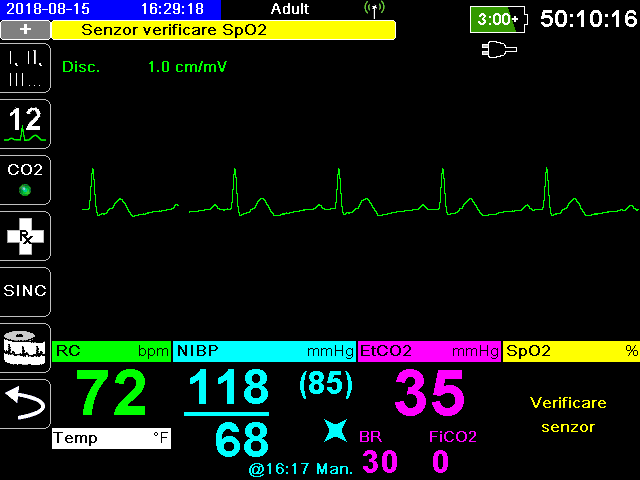 2018-08-15 16:29:18 Adult 3:00+ 50:10:16
+ Senzor verificare SpO2
I, II,
III...
Disc. 1.0 cm/mV
12
CO2
Rx
SINC
RC bpm NIBP mmHg EtCO2 mmHg SpO2 %
72 118 (85) 35 Verificare
senzor
Temp °F 68 BR FiCO2
@16:17 Man. 30 0